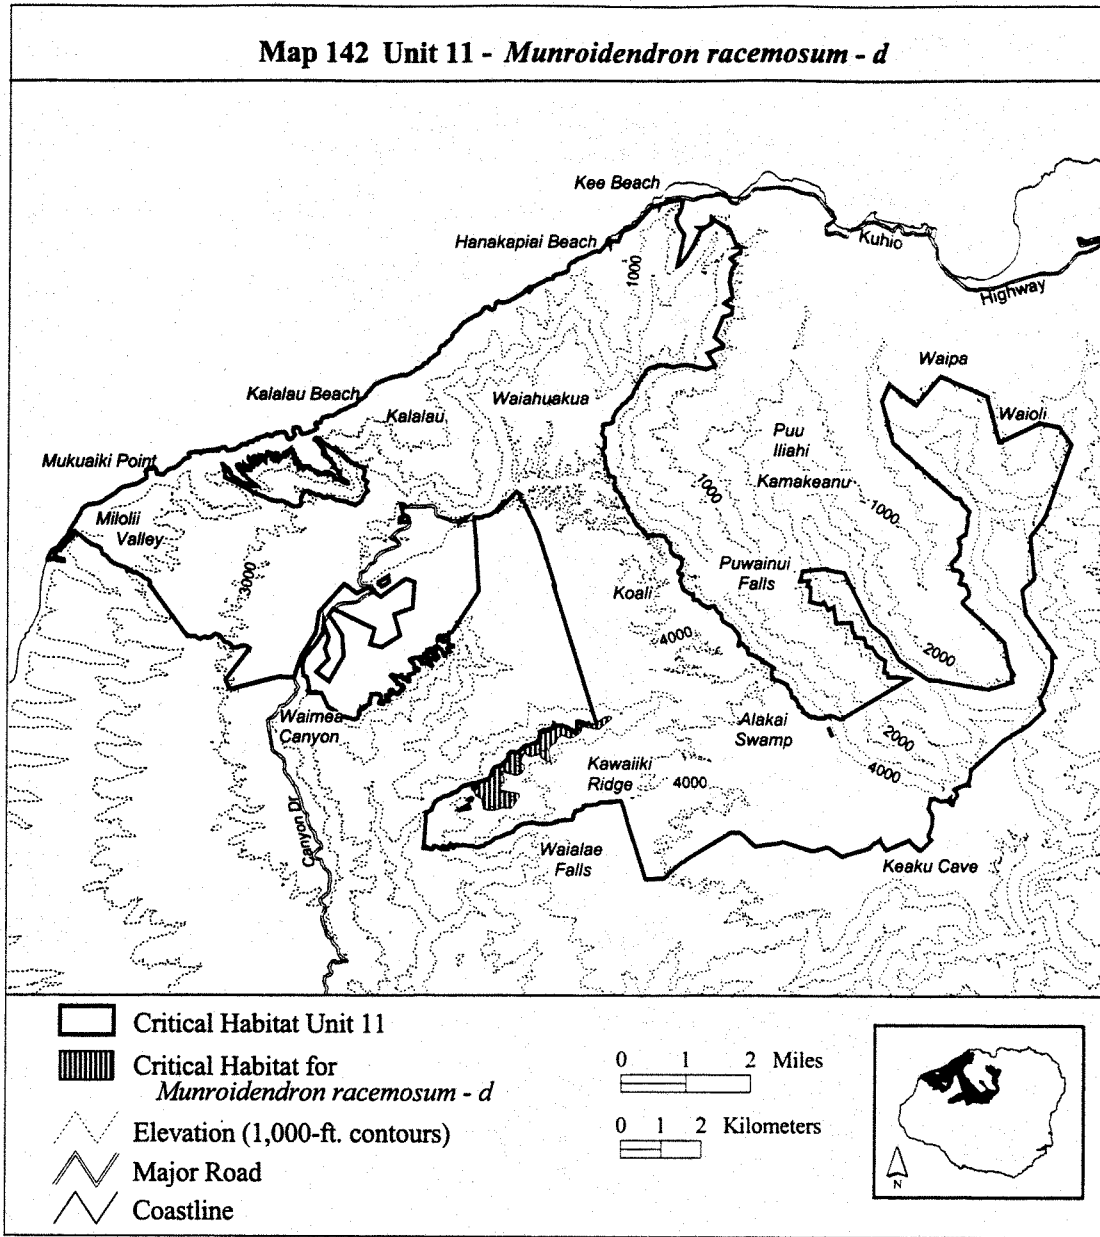 Map 142 Unit 11 - Munroidendron racemosum - d
Kee Beach
Hanakapiai Beach
Kuhio
Highway
1000
Waipa
Kalalau Beach
Kalalau
Waiahuakua
Waioli
Puu
Iliahi
Mukuaiki Point
Kamakeanu
1000
1000
Milolii
Valley
3000
Puwainui
Falls
Koali
4000
2000
Waimea
Canyon
Alakai
Swamp
2000
Kawaiiki
Ridge
4000
4000
Canyon Dr
Waialae
Falls
Keaku Cave
Critical Habitat Unit 11
Critical Habitat for
Munroidendron racemosum - d
Elevation (1,000-ft. contours)
Major Road
Coastline
0 1 2 Miles
0 1 2 Kilometers
N